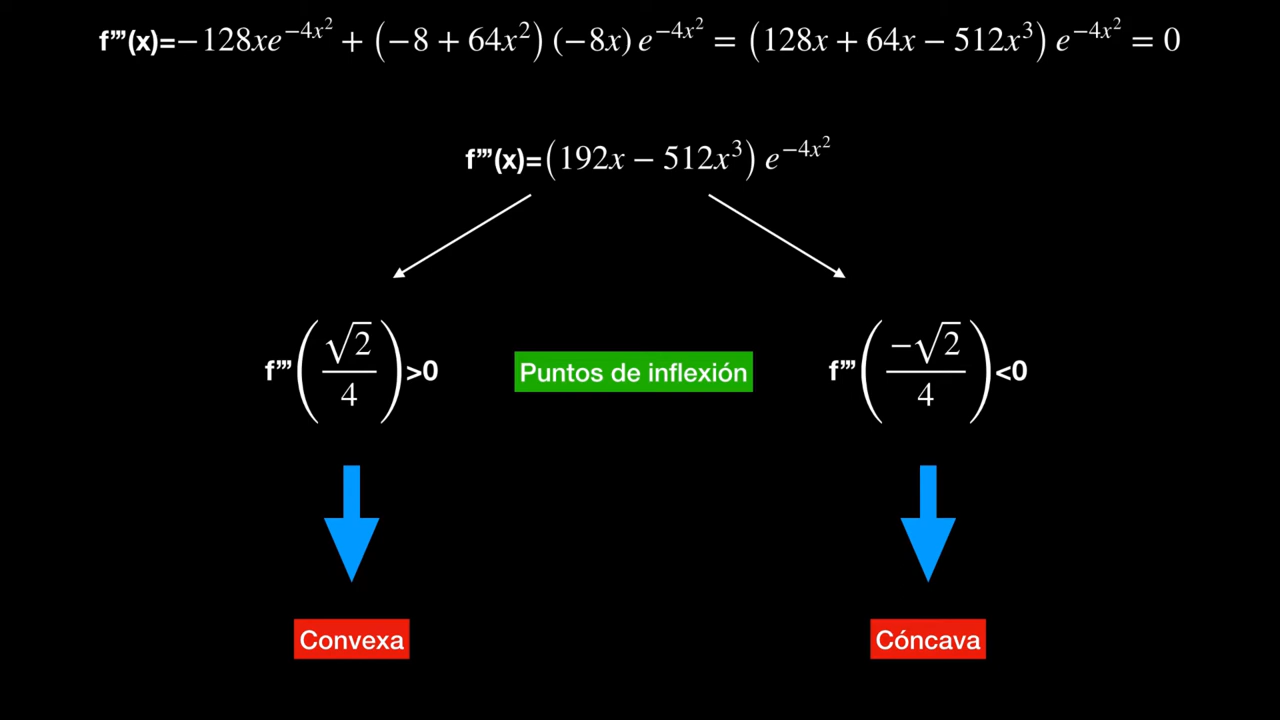 f’’’(x)=−128xe^{−4x²} + (−8 + 64x²) (−8x) e^{−4x²} = (128x + 64x − 512x³) e^{−4x²} = 0
f’’’(x)=(192x − 512x³) e^{−4x²}
f’’’(√2/4)>0
Puntos de inflexión
f’’’(−√2/4)<0
Convexa
Cóncava